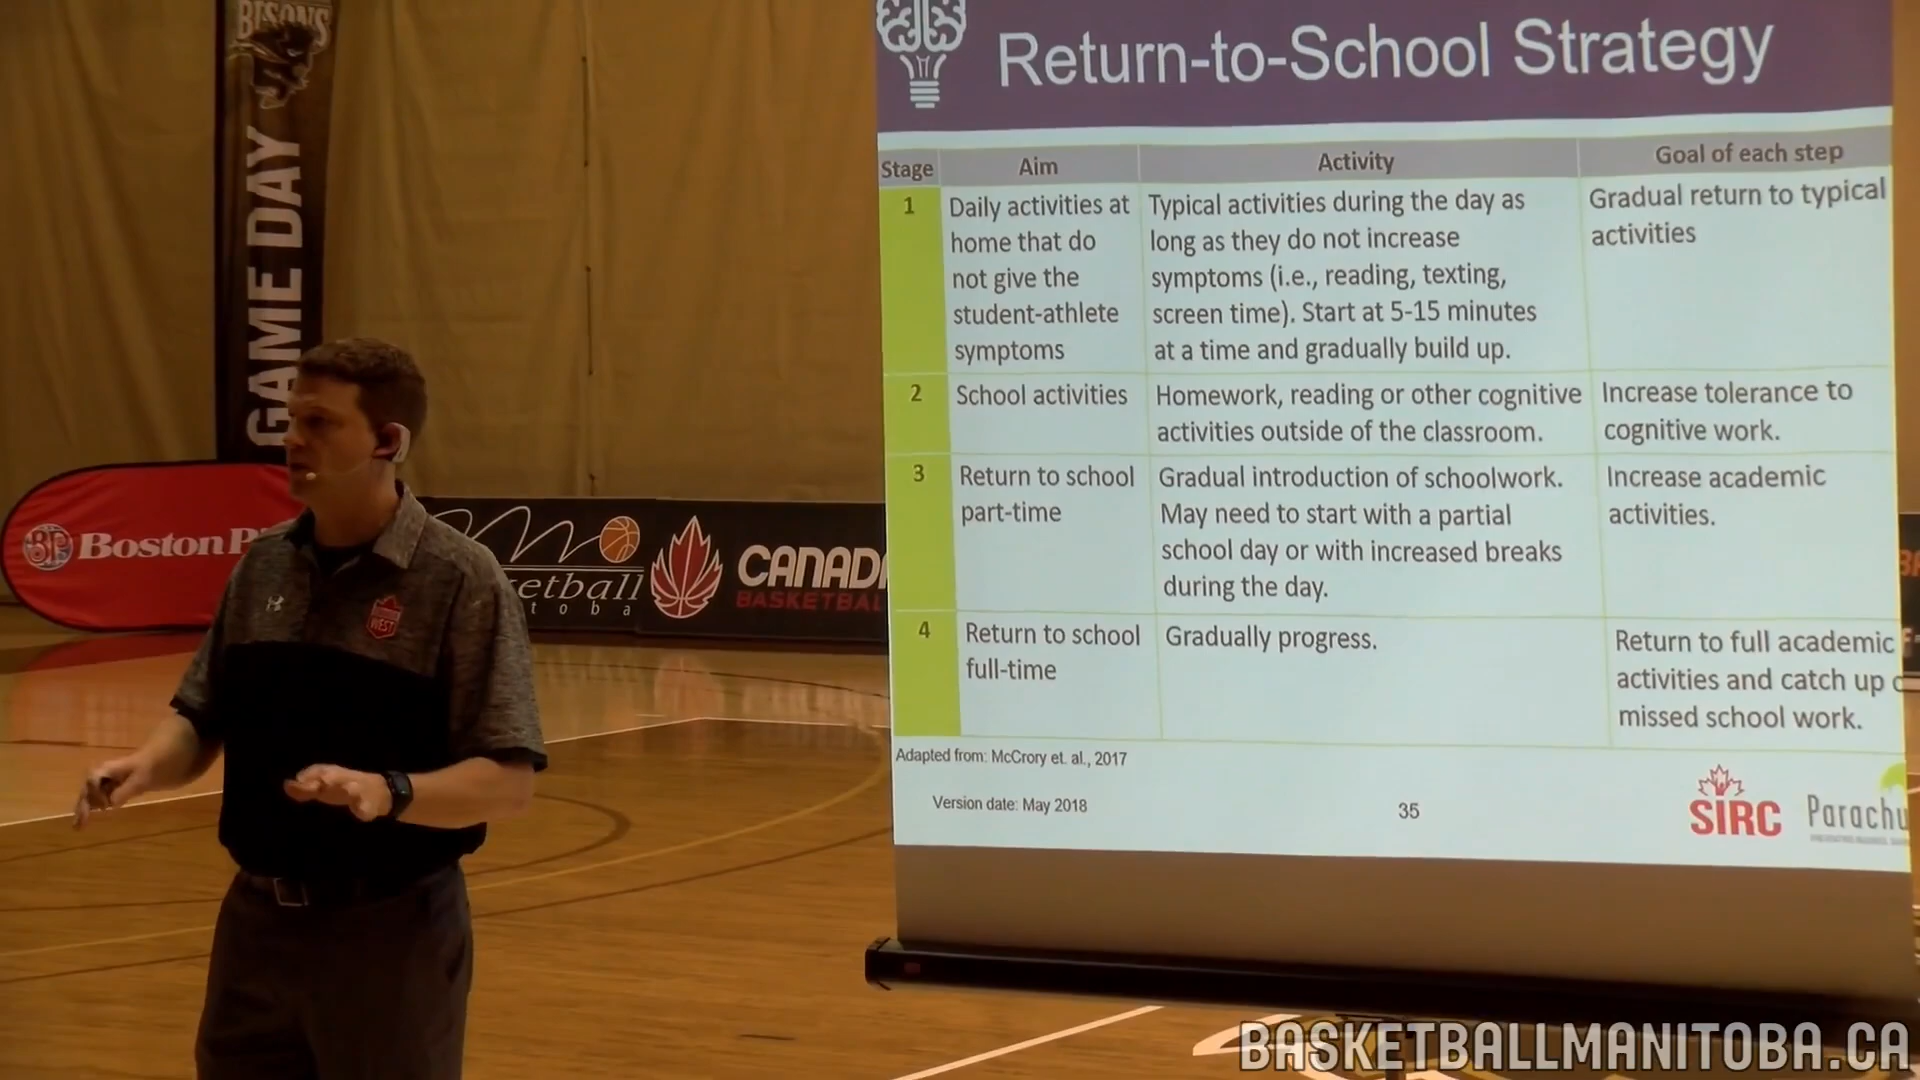 BISONS
GAME DAY
BOSTON P
etball
toba
CANAD
BASKETBAL
WEST
Return-to-School Strategy
Stage Aim Activity Goal of each step
1
Daily activities at
home that do
not give the
student-athlete
symptoms
Typical activities during the day as
long as they do not increase
symptoms (i.e., reading, texting,
screen time). Start at 5-15 minutes
at a time and gradually build up.
Gradual return to typical
activities
2
School activities
Homework, reading or other cognitive
activities outside of the classroom.
Increase tolerance to
cognitive work.
3
Return to school
part-time
Gradual introduction of schoolwork.
May need to start with a partial
school day or with increased breaks
during the day.
Increase academic
activities.
4
Return to school
full-time
Gradually progress.
Return to full academic
activities and catch up
missed school work.
Adapted from: McCrory et. al., 2017
Version date: May 2018
35
SIRC
Parachu
BASKETBALLMANITOBA.CA